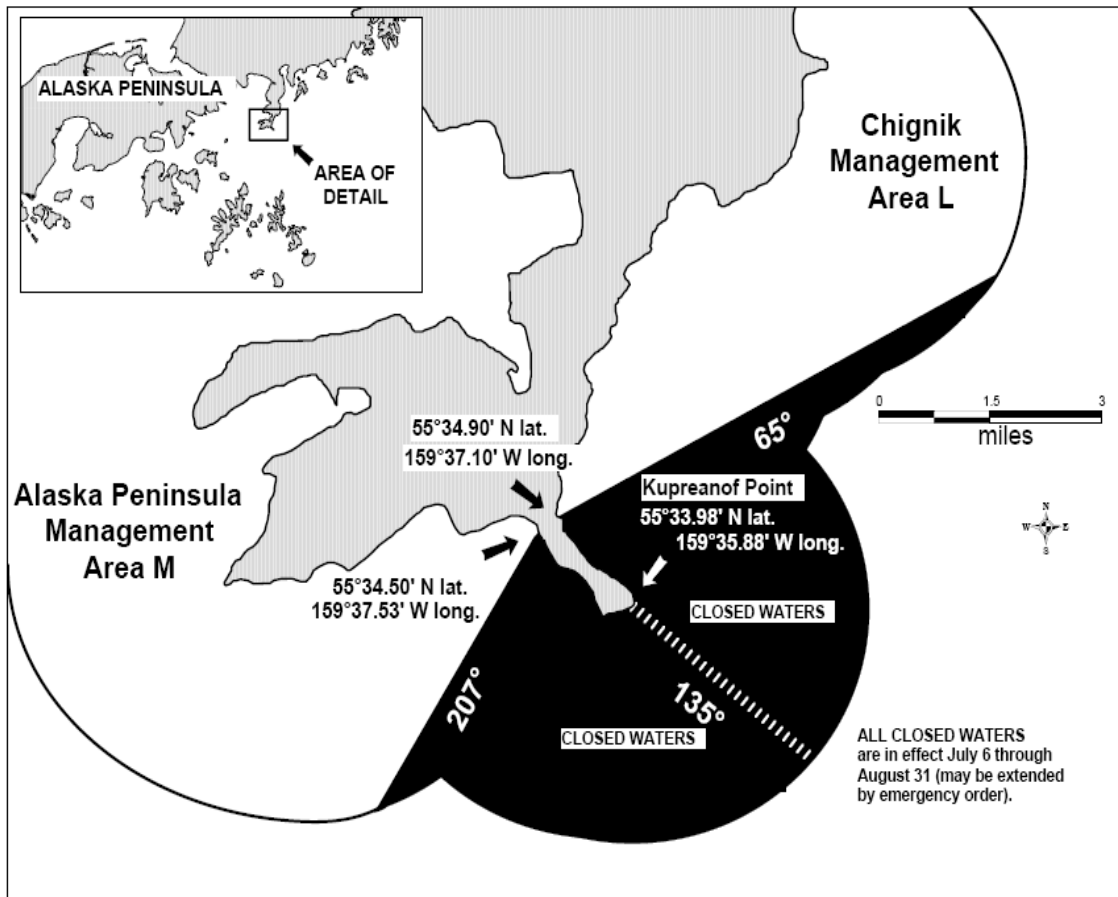 ALASKA PENINSULA
AREA OF
DETAIL
Chignik
Management
Area L
0 1.5 3
miles
65°
55°34.90' N lat.
159°37.10' W long.
Kupreanof Point
55°33.98' N lat.
159°35.88' W long.
N
W E
S
Alaska Peninsula
Management
Area M
55°34.50' N lat.
159°37.53' W long.
CLOSED WATERS
207°
135°
CLOSED WATERS
ALL CLOSED WATERS
are in effect July 6 through
August 31 (may be extended
by emergency order).